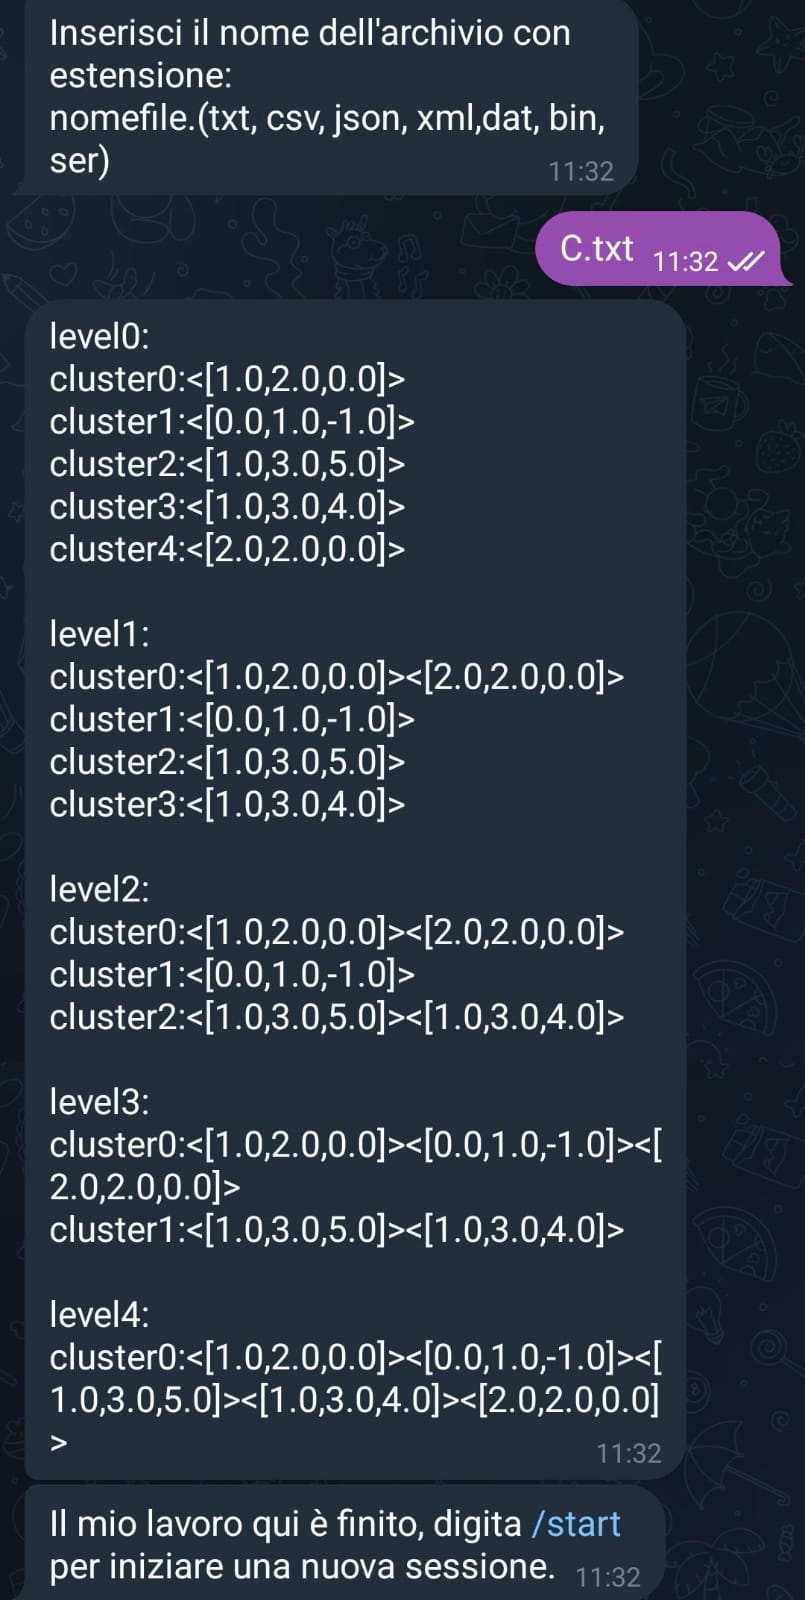 Inserisci il nome dell'archivio con
estensione:
nomefile.(txt, csv, json, xml,dat, bin,
ser)
11:32
C.txt 11:32
level0:
cluster0:<[1.0,2.0,0.0]>
cluster1:<[0.0,1.0,-1.0]>
cluster2:<[1.0,3.0,5.0]>
cluster3:<[1.0,3.0,4.0]>
cluster4:<[2.0,2.0,0.0]>
level1:
cluster0:<[1.0,2.0,0.0]><[2.0,2.0,0.0]>
cluster1:<[0.0,1.0,-1.0]>
cluster2:<[1.0,3.0,5.0]>
cluster3:<[1.0,3.0,4.0]>
level2:
cluster0:<[1.0,2.0,0.0]><[2.0,2.0,0.0]>
cluster1:<[0.0,1.0,-1.0]>
cluster2:<[1.0,3.0,5.0]><[1.0,3.0,4.0]>
level3:
cluster0:<[1.0,2.0,0.0]><[0.0,1.0,-1.0]><[
2.0,2.0,0.0]>
cluster1:<[1.0,3.0,5.0]><[1.0,3.0,4.0]>
level4:
cluster0:<[1.0,2.0,0.0]><[0.0,1.0,-1.0]><[
1.0,3.0,5.0]><[1.0,3.0,4.0]><[2.0,2.0,0.0]
>
11:32
Il mio lavoro qui è finito, digita /start
per iniziare una nuova sessione. 11:32